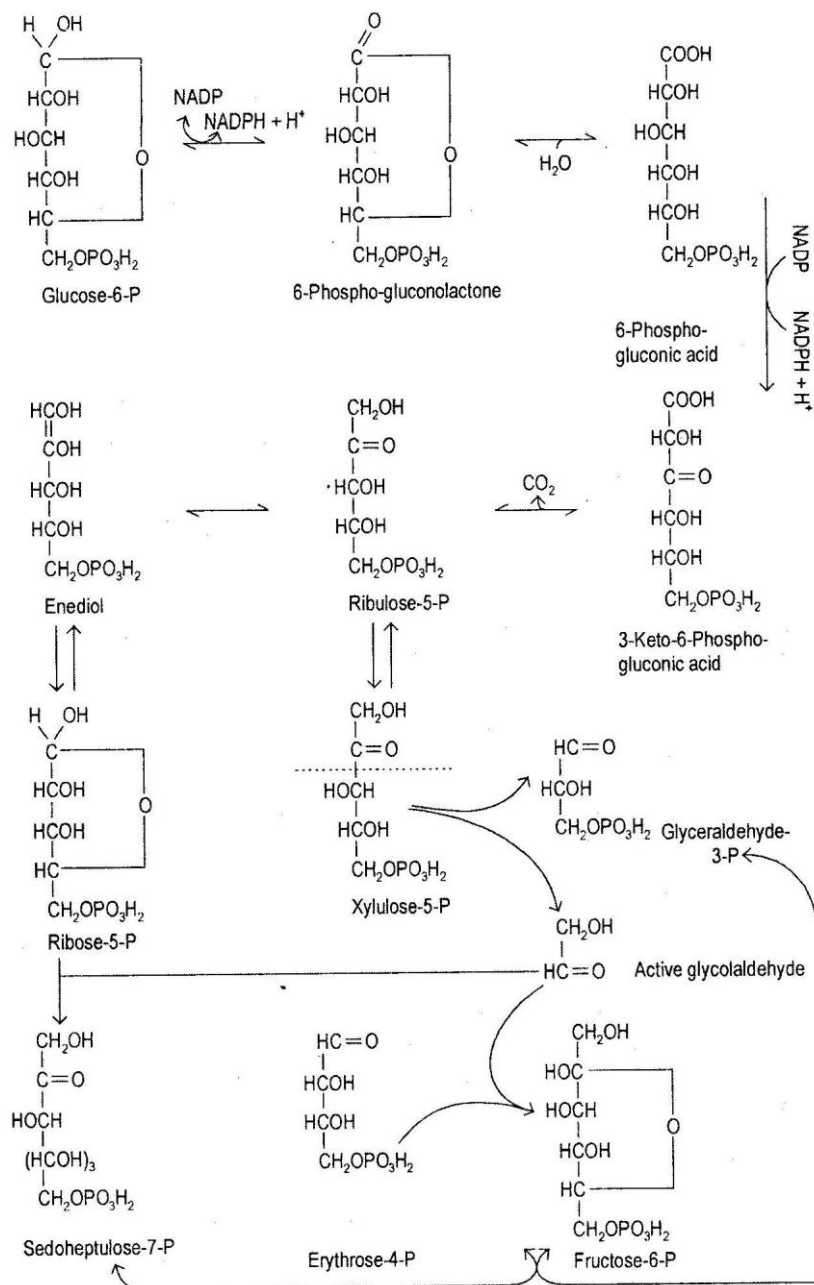 H OH
C
HCOH
HOCH
HCOH
HC
O
CH₂OPO₃H₂
Glucose-6-P
NADP
NADPH + H⁺
O
C
HCOH
HOCH
HCOH
HC
O
CH₂OPO₃H₂
6-Phospho-gluconolactone
H₂O
COOH
HCOH
HOCH
HCOH
HCOH
CH₂OPO₃H₂
6-Phospho-
gluconic acid
NADP
NADPH + H⁺
HCOH
COH
HCOH
HCOH
CH₂OPO₃H₂
Enediol
CH₂OH
C=O
HCOH
HCOH
CH₂OPO₃H₂
Ribulose-5-P
CO₂
COOH
HCOH
C=O
HCOH
HCOH
CH₂OPO₃H₂
3-Keto-6-Phospho-
gluconic acid
H OH
C
HCOH
HCOH
HC
O
CH₂OPO₃H₂
Ribose-5-P
CH₂OH
C=O
HOCH
HCOH
CH₂OPO₃H₂
Xylulose-5-P
HC=O
HCOH
CH₂OPO₃H₂
Glyceraldehyde-
3-P
CH₂OH
HC=O
Active glycolaldehyde
CH₂OH
C=O
HOCH
(HCOH)₃
CH₂OPO₃H₂
Sedoheptulose-7-P
HC=O
HCOH
HCOH
CH₂OPO₃H₂
Erythrose-4-P
CH₂OH
HOC
HOCH
HCOH
HC
O
CH₂OPO₃H₂
Fructose-6-P